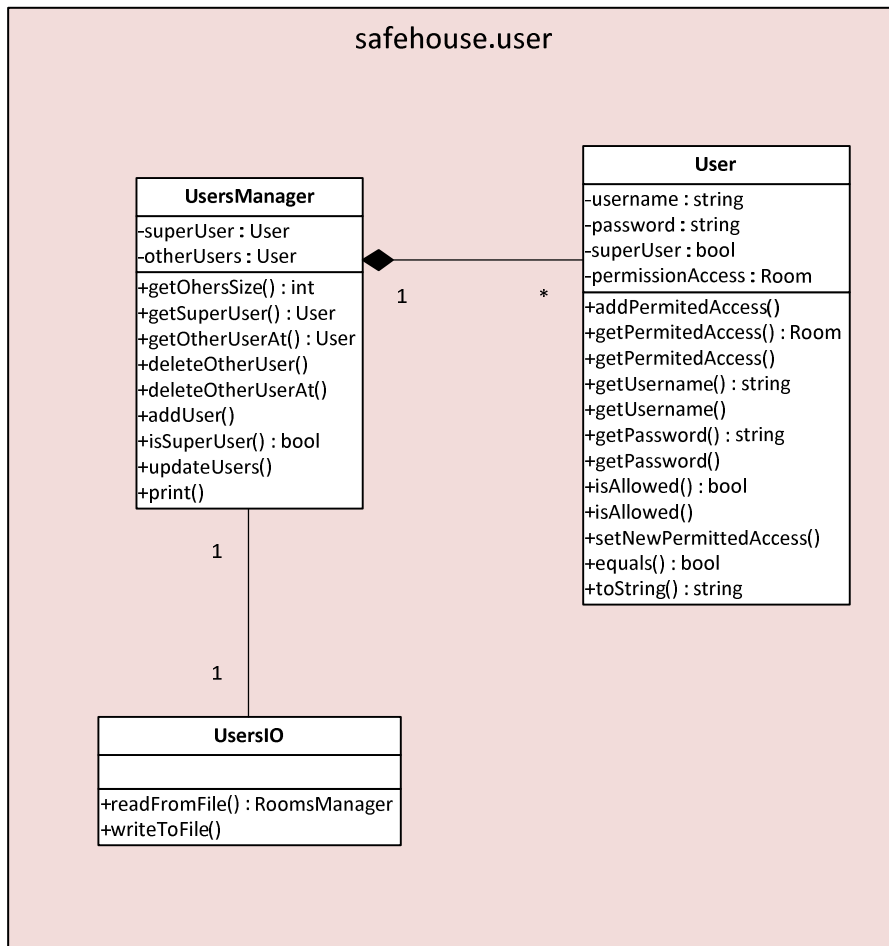 safehouse.user
UsersManager
-superUser : User
-otherUsers : User
+getOhersSize() : int
+getSuperUser() : User
+getOtherUserAt() : User
+deleteOtherUser()
+deleteOtherUserAt()
+addUser()
+isSuperUser() : bool
+updateUsers()
+print()
1
*
User
-username : string
-password : string
-superUser : bool
-permissionAccess : Room
+addPermitedAccess()
+getPermitedAccess() : Room
+getPermitedAccess()
+getUsername() : string
+getUsername()
+getPassword() : string
+getPassword()
+isAllowed() : bool
+isAllowed()
+setNewPermittedAccess()
+equals() : bool
+toString() : string
1
1
UsersIO
+readFromFile() : RoomsManager
+writeToFile()